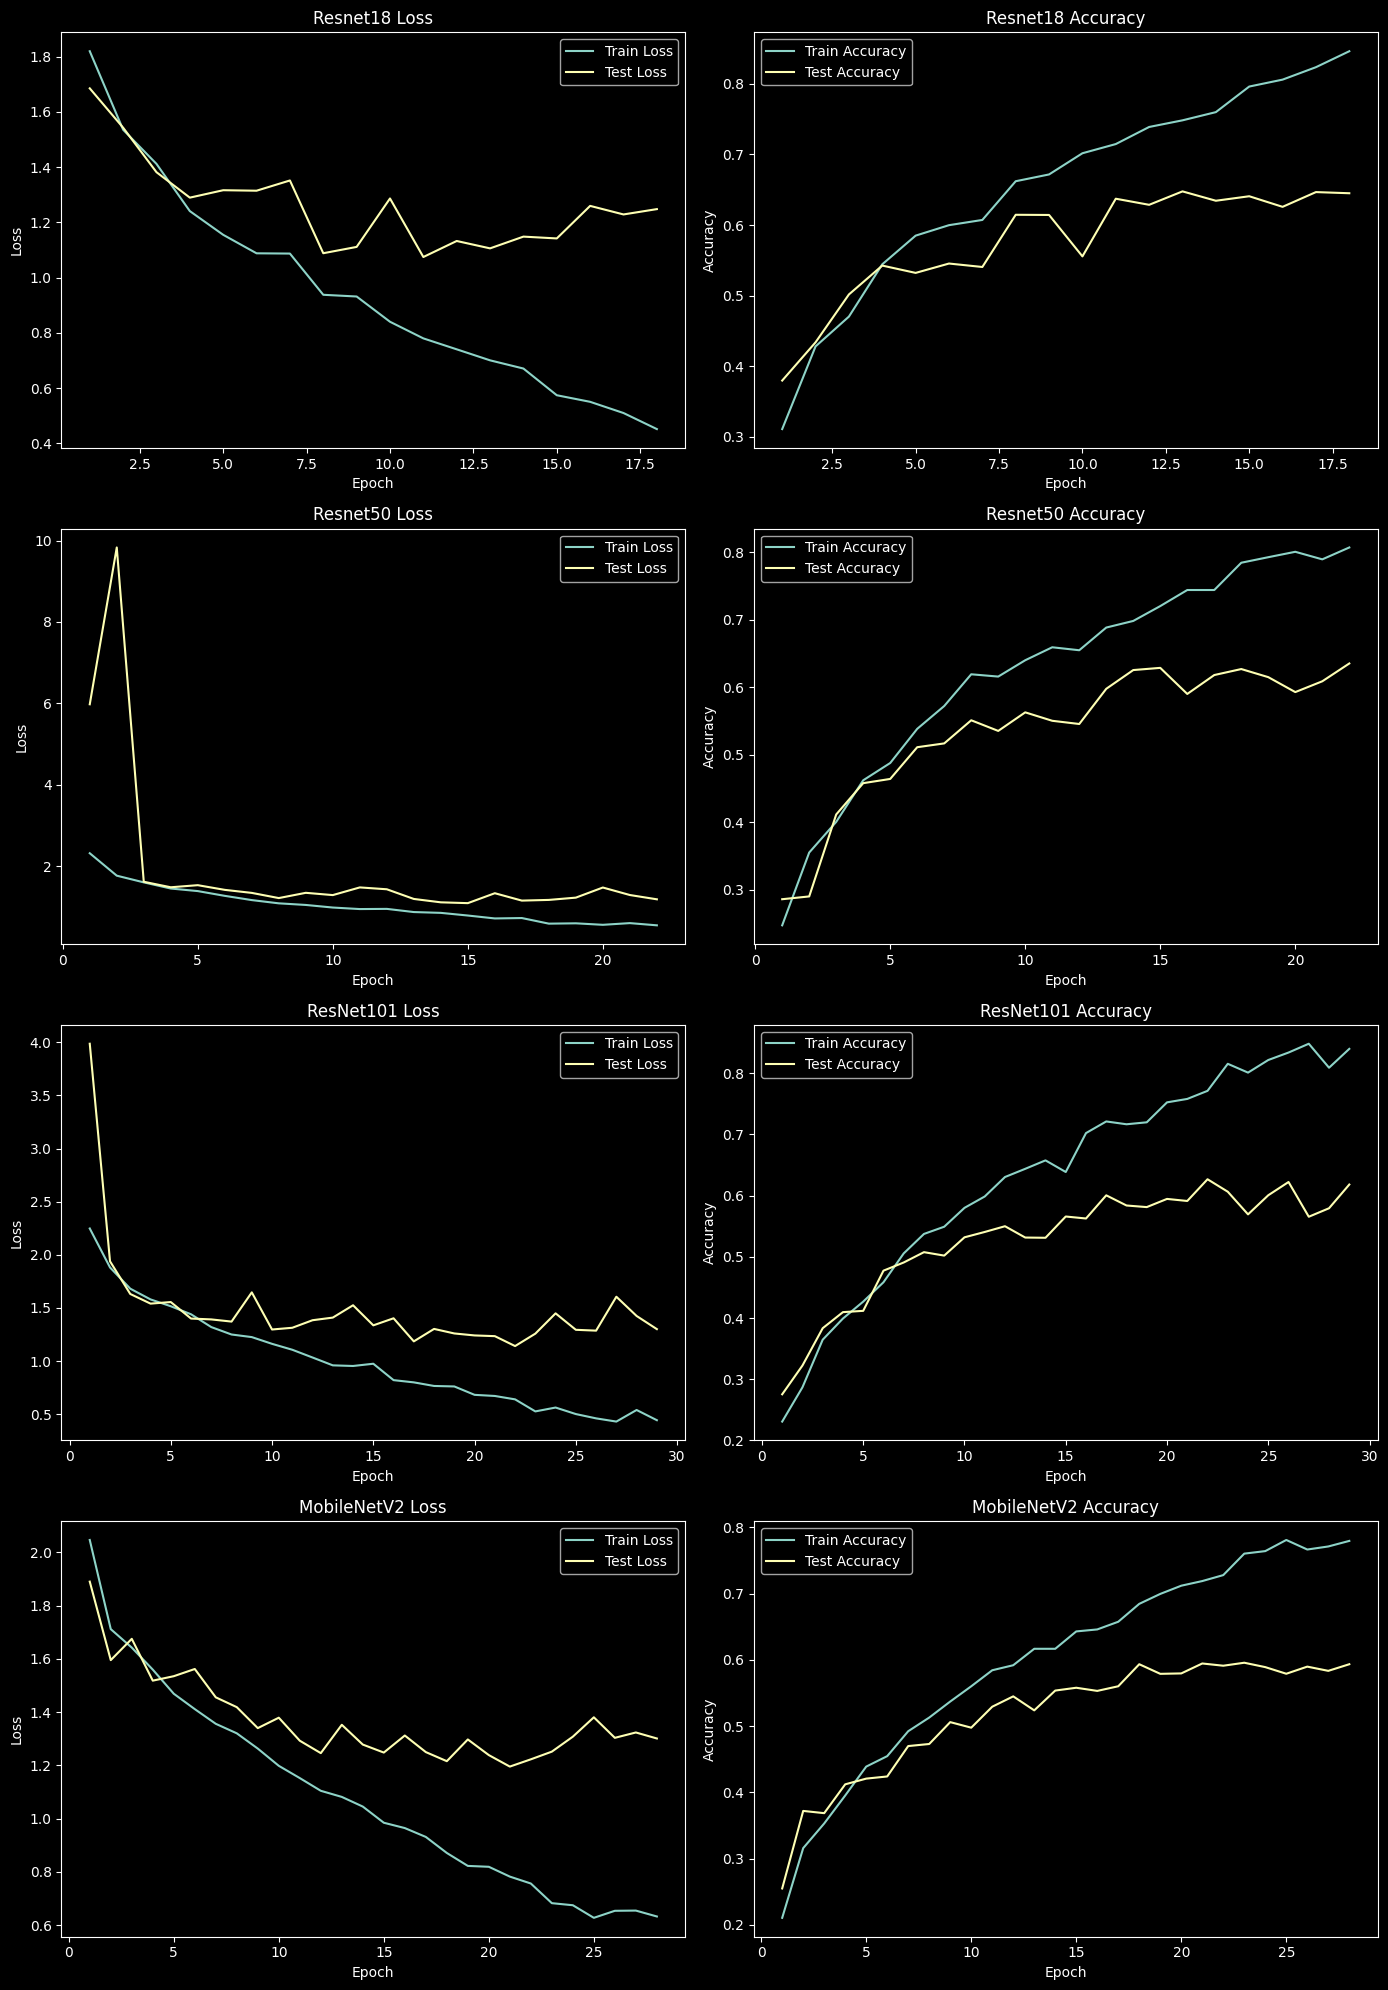 Resnet18 Loss
1.8
1.6
1.4
1.2
1.0
0.8
0.6
0.4
Loss
Train Loss
Test Loss
2.5 5.0 7.5 10.0 12.5 15.0 17.5
Epoch
Resnet18 Accuracy
0.8
0.7
0.6
0.5
0.4
0.3
Accuracy
Train Accuracy
Test Accuracy
2.5 5.0 7.5 10.0 12.5 15.0 17.5
Epoch
Resnet50 Loss
10
8
6
4
2
Loss
Train Loss
Test Loss
0 5 10 15 20
Epoch
Resnet50 Accuracy
0.8
0.7
0.6
0.5
0.4
0.3
Accuracy
Train Accuracy
Test Accuracy
0 5 10 15 20
Epoch
ResNet101 Loss
4.0
3.5
3.0
2.5
2.0
1.5
1.0
0.5
Loss
Train Loss
Test Loss
0 5 10 15 20 25 30
Epoch
ResNet101 Accuracy
0.8
0.7
0.6
0.5
0.4
0.3
0.2
Accuracy
Train Accuracy
Test Accuracy
0 5 10 15 20 25 30
Epoch
MobileNetV2 Loss
2.0
1.8
1.6
1.4
1.2
1.0
0.8
0.6
Loss
Train Loss
Test Loss
0 5 10 15 20 25
Epoch
MobileNetV2 Accuracy
0.8
0.7
0.6
0.5
0.4
0.3
0.2
Accuracy
Train Accuracy
Test Accuracy
0 5 10 15 20 25
Epoch